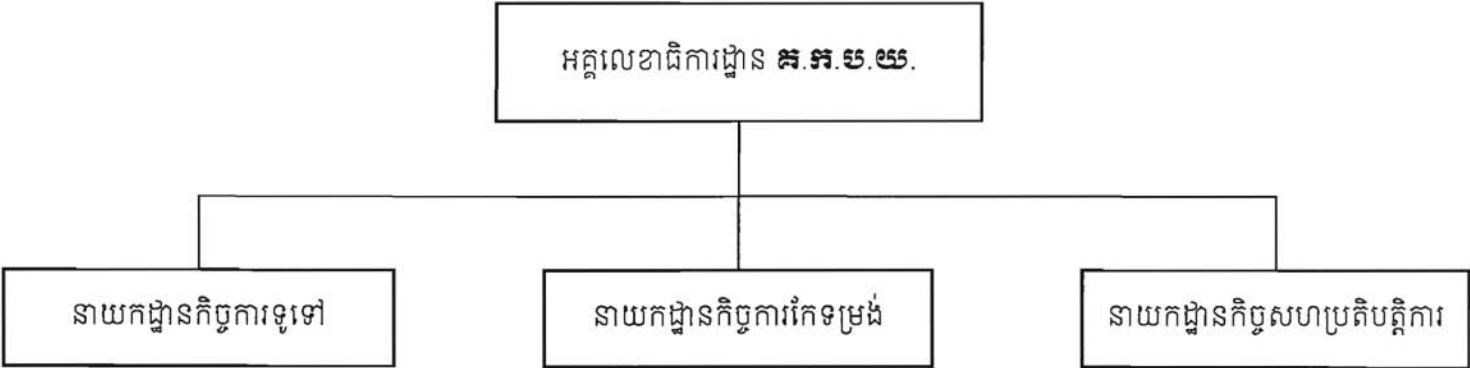 អគ្គលេខាធិការដ្ឋាន គ.ក.ប.យ.
នាយកដ្ឋានកិច្ចការទូទៅ
នាយកដ្ឋានកិច្ចការកែទម្រង់
នាយកដ្ឋានកិច្ចសហប្រតិបត្តិការ